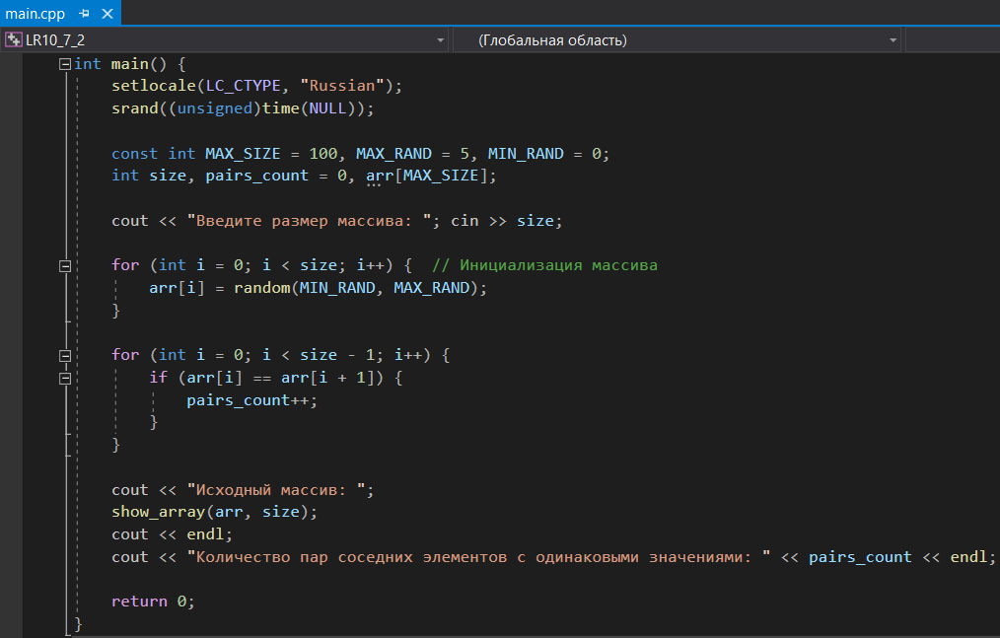 main.cpp
LR10_7_2
(Глобальная область)
int main() {
setlocale(LC_CTYPE, "Russian");
srand((unsigned)time(NULL));
const int MAX_SIZE = 100, MAX_RAND = 5, MIN_RAND = 0;
int size, pairs_count = 0, arr[MAX_SIZE];
cout << "Введите размер массива: "; cin >> size;
for (int i = 0; i < size; i++) { // Инициализация массива
arr[i] = random(MIN_RAND, MAX_RAND);
}
for (int i = 0; i < size - 1; i++) {
if (arr[i] == arr[i + 1]) {
pairs_count++;
}
}
cout << "Исходный массив: ";
show_array(arr, size);
cout << endl;
cout << "Количество пар соседних элементов с одинаковыми значениями: " << pairs_count << endl;
return 0;
}